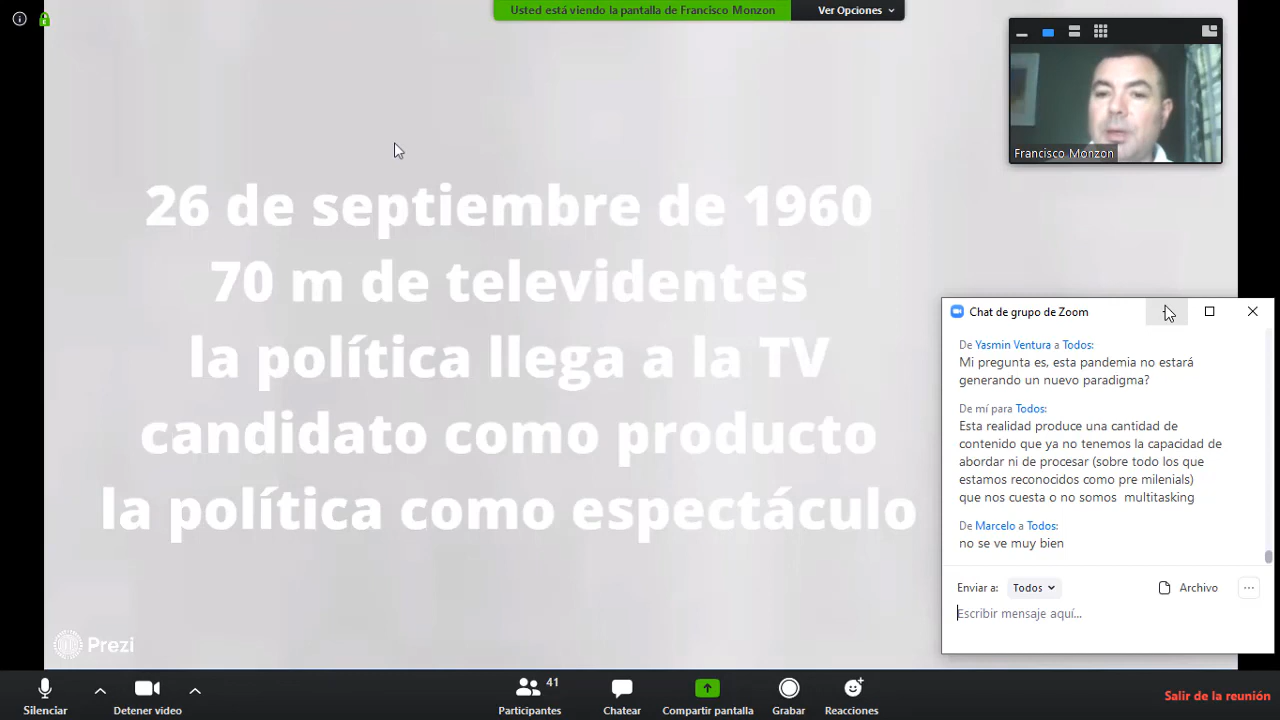 Usted está viendo la pantalla de Francisco Monzon
Ver Opciones
Francisco Monzon
26 de septiembre de 1960
70 m de televidentes
la política llega a la TV
candidato como producto
la política como espectáculo
Prezi
Chat de grupo de Zoom
De Yasmin Ventura a Todos:
Mi pregunta es, esta pandemia no estará
generando un nuevo paradigma?
De mí para Todos:
Esta realidad produce una cantidad de
contenido que ya no tenemos la capacidad de
abordar ni de procesar (sobre todo los que
estamos reconocidos como pre milenials)
que nos cuesta o no somos multitasking
De Marcelo a Todos:
no se ve muy bien
Enviar a: Todos Archivo ...
Escribir mensaje aquí...
41
Silenciar
Detener video
Participantes
Chatear
Compartir pantalla
Grabar
Reacciones
Salir de la reunión